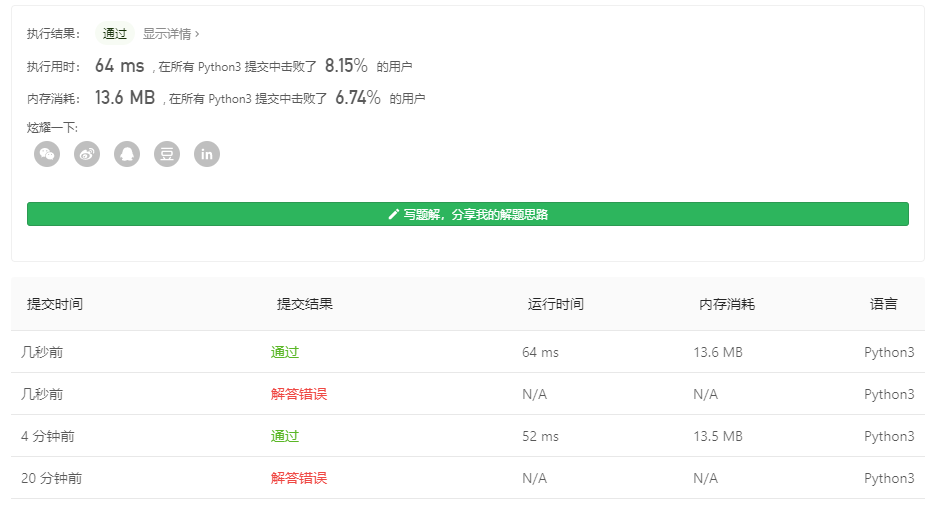 执行结果： 通过 显示详情 ›
执行用时： 64 ms , 在所有 Python3 提交中击败了 8.15% 的用户
内存消耗： 13.6 MB , 在所有 Python3 提交中击败了 6.74% 的用户
炫耀一下:
豆 in
写题解，分享我的解题思路
提交时间 提交结果 运行时间 内存消耗 语言
几秒前 通过 64 ms 13.6 MB Python3
几秒前 解答错误 N/A N/A Python3
4 分钟前 通过 52 ms 13.5 MB Python3
20 分钟前 解答错误 N/A N/A Python3